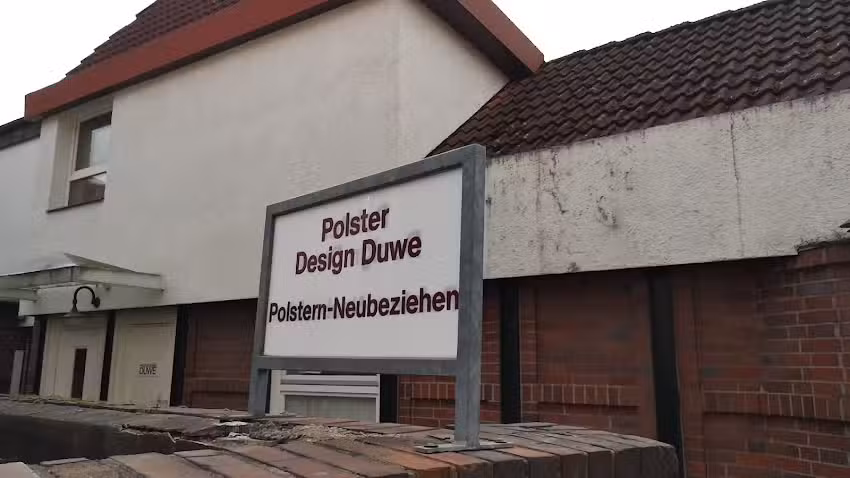 Polster
Design Duwe
Polstern-Neubeziehen
DUWE